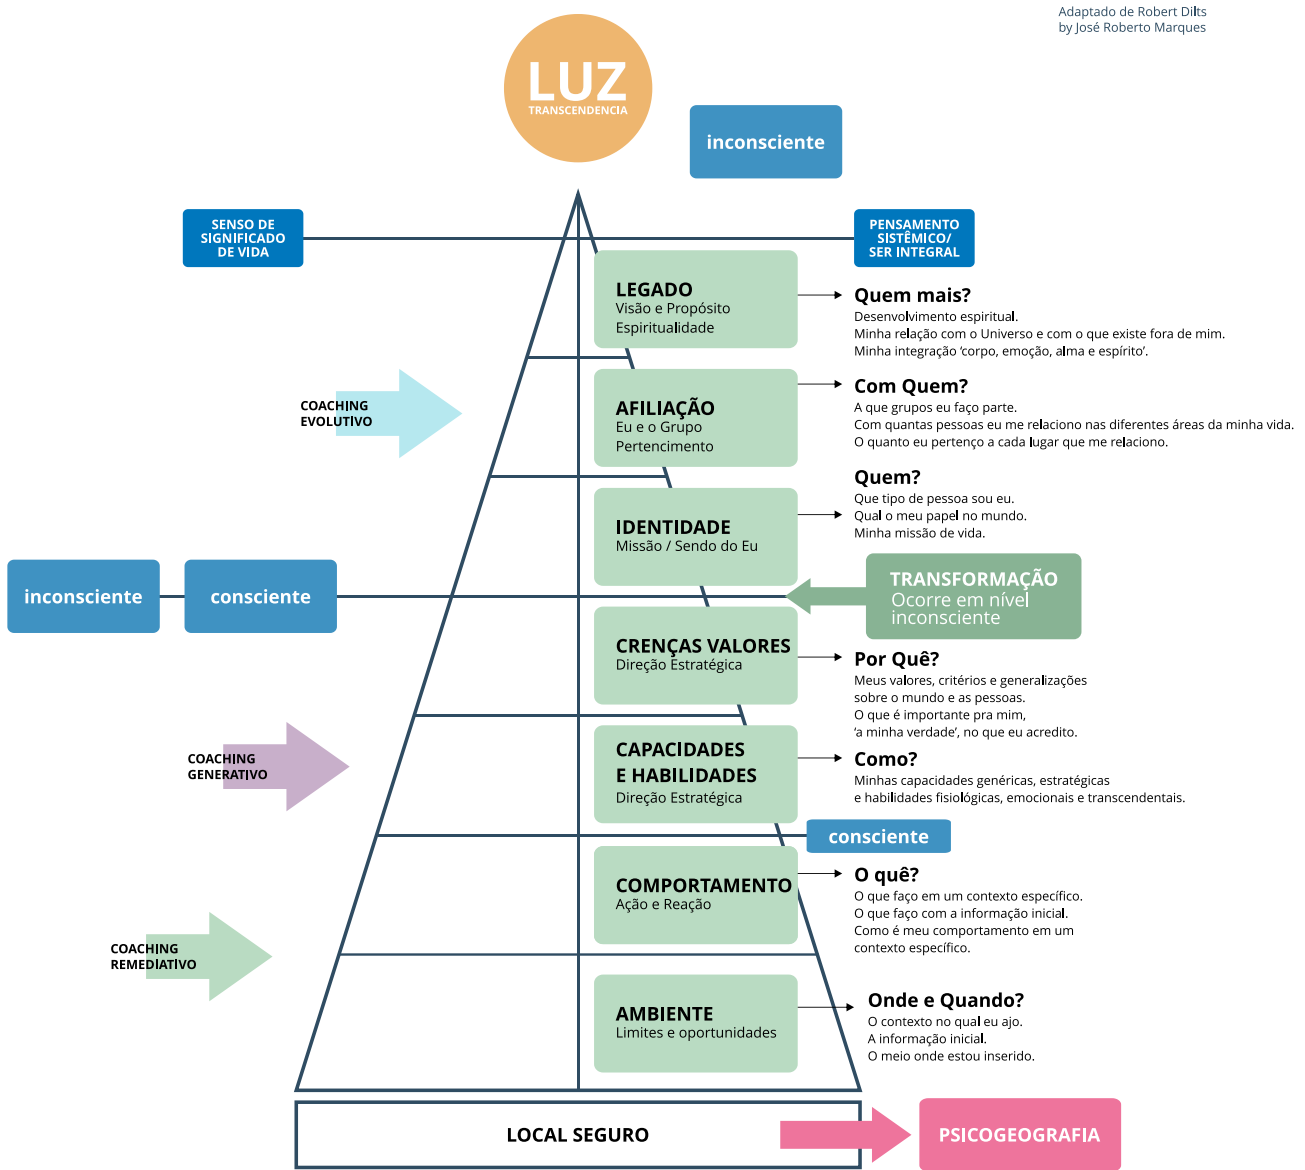 Adaptado de Robert Dilts
by José Roberto Marques
LUZ
TRANSCENDENCIA
inconsciente
SENSO DE
SIGNIFICADO
DE VIDA
PENSAMENTO
SISTÊMICO/
SER INTEGRAL
LEGADO
Visão e Propósito
Espiritualidade
Quem mais?
Desenvolvimento espiritual.
Minha relação com o Universo e com o que existe fora de mim.
Minha integração ‘corpo, emoção, alma e espírito’.
COACHING
EVOLUTIVO
AFILIAÇÃO
Eu e o Grupo
Pertencimento
Com Quem?
A que grupos eu faço parte.
Com quantas pessoas eu me relaciono nas diferentes áreas da minha vida.
O quanto eu pertenço a cada lugar que me relaciono.
IDENTIDADE
Missão / Sendo do Eu
Quem?
Que tipo de pessoa sou eu.
Qual o meu papel no mundo.
Minha missão de vida.
inconsciente
consciente
TRANSFORMAÇÃO
Ocorre em nível
inconsciente
CRENÇAS VALORES
Direção Estratégica
Por Quê?
Meus valores, critérios e generalizações
sobre o mundo e as pessoas.
O que é importante pra mim,
‘a minha verdade’, no que eu acredito.
COACHING
GENERATIVO
CAPACIDADES
E HABILIDADES
Direção Estratégica
Como?
Minhas capacidades genéricas, estratégicas
e habilidades fisiológicas, emocionais e transcendentais.
consciente
COMPORTAMENTO
Ação e Reação
O quê?
O que faço em um contexto específico.
O que faço com a informação inicial.
Como é meu comportamento em um
contexto específico.
COACHING
REMEDIATIVO
AMBIENTE
Limites e oportunidades
Onde e Quando?
O contexto no qual eu ajo.
A informação inicial.
O meio onde estou inserido.
LOCAL SEGURO
PSICOGEOGRAFIA